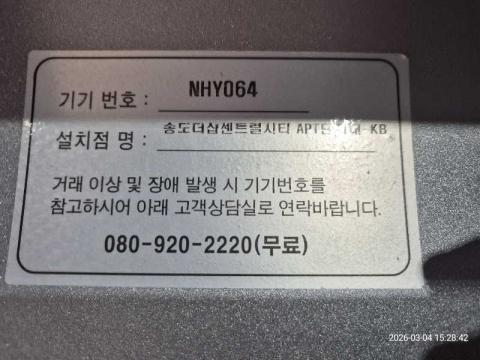 기기 번호 : NHY064
설치점 명 : 송도더샵센트럴시티 APT KB
거래 이상 및 장애 발생 시 기기번호를
참고하시어 아래 고객상담실로 연락바랍니다.
080-920-2220(무료)
2026-03-04 15:28:42